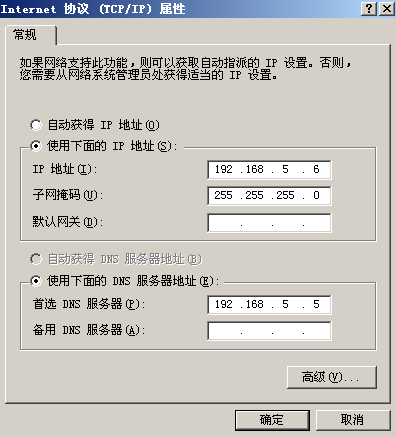 Internet 协议 (TCP/IP) 属性
常规
如果网络支持此功能，则可以获取自动指派的 IP 设置。否则，
您需要从网络系统管理员处获得适当的 IP 设置。
自动获得 IP 地址(O)
使用下面的 IP 地址(S):
IP 地址(I): 192 .168 . 5 . 6
子网掩码(U): 255 .255 .255 . 0
默认网关(D): . . .
自动获得 DNS 服务器地址(B)
使用下面的 DNS 服务器地址(E):
首选 DNS 服务器(P): 192 .168 . 5 . 5
备用 DNS 服务器(A): . . .
高级(V)...
确定 取消